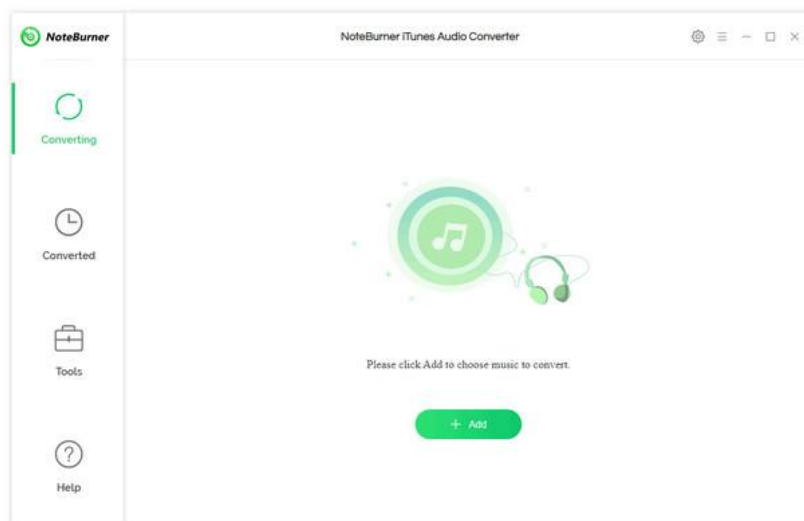 NoteBurner
NoteBurner iTunes Audio Converter
Converting
Converted
Tools
Help
Please click Add to choose music to convert.
+ Add